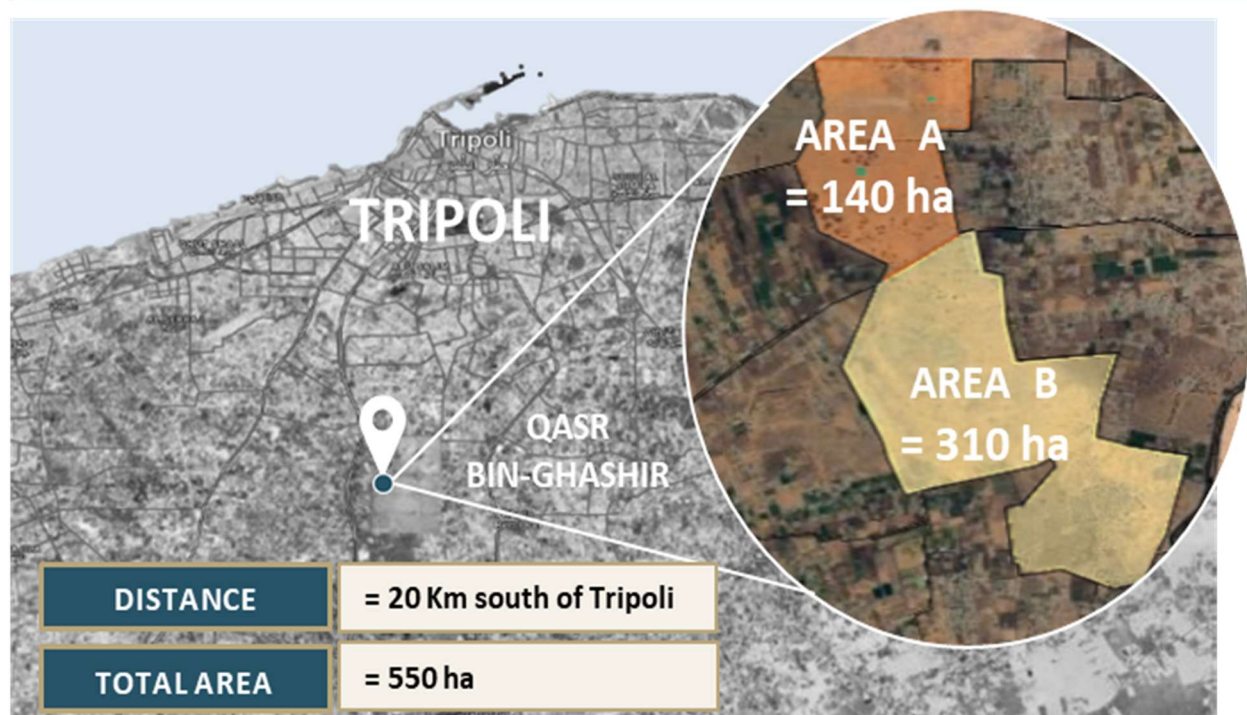 Tripoli
TRIPOLI
AREA A
= 140 ha
AREA B
= 310 ha
QASR
BIN-GHASHIR
DISTANCE
= 20 Km south of Tripoli
TOTAL AREA
= 550 ha